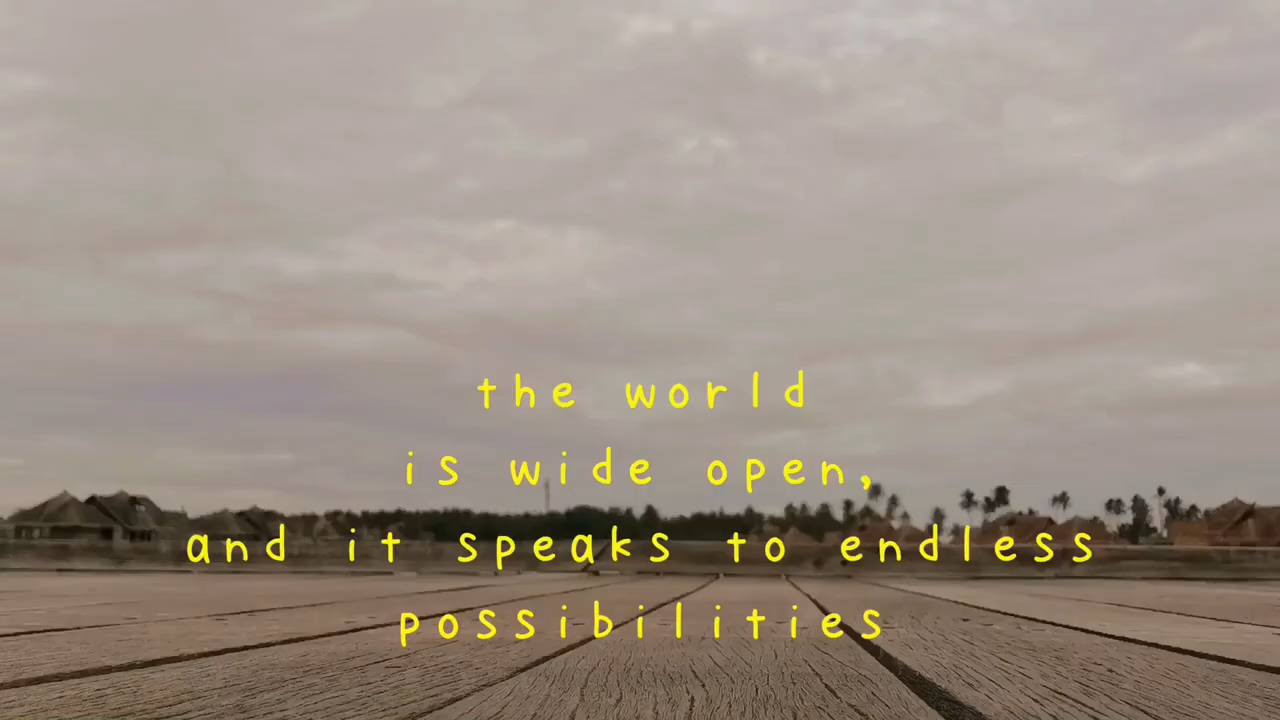 the world
is wide open,
and it speaks to endless
possibilities